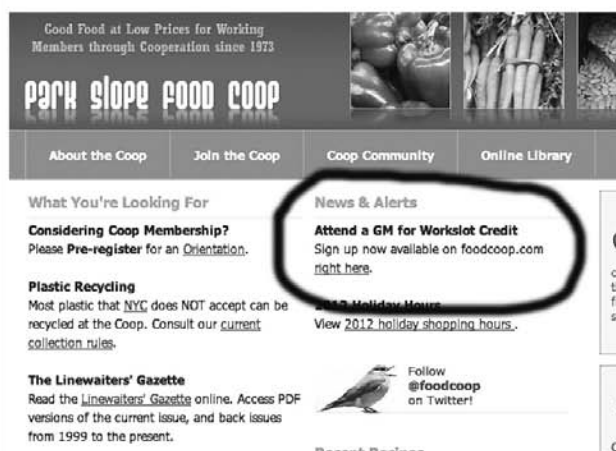 Good Food at Low Prices for Working
Members through Cooperation since 1973
PARK SLOPE FOOD COOP
About the Coop
Join the Coop
Coop Community
Online Library
What You're Looking For
Considering Coop Membership?
Please Pre-register for an Orientation.
Plastic Recycling
Most plastic that NYC does NOT accept can be
recycled at the Coop. Consult our current
collection rules.
The Linewaiters' Gazette
Read the Linewaiters' Gazette online. Access PDF
versions of the current issue, and back issues
from 1999 to the present.
News & Alerts
Attend a GM for Workslot Credit
Sign up now available on foodcoop.com
right here.
2012 Holiday Hours
View 2012 holiday shopping hours .
Follow
@foodcoop
on Twitter!